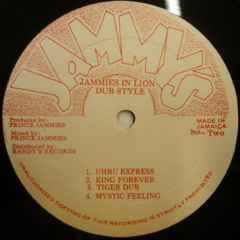 JAMMY'S
JAMMIES IN LION
DUB STYLE
Produced by:
PRINCE JAMMIES
Mixed by:
PRINCE JAMMIES
Distributed by:
RANDY'S RECORDS
MADE IN
JAMAICA
Side Two
1. UHRU EXPRESS
2. KING FOREVER
3. TIGER DUB
4. MYSTIC FEELING
UNAUTHORISED COPYING OF THIS RECORDING IS STRICTLY PROHIBITED